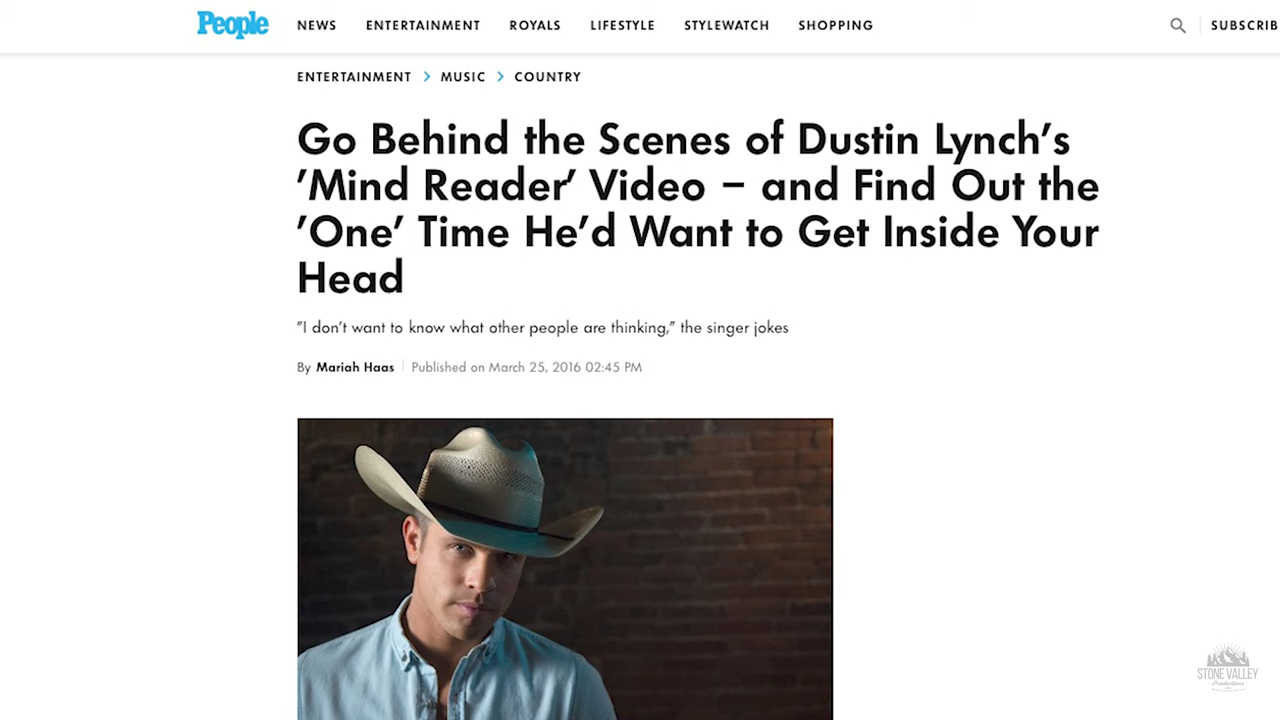 People NEWS ENTERTAINMENT ROYALS LIFESTYLE STYLEWATCH SHOPPING SUBSCRIB
ENTERTAINMENT > MUSIC > COUNTRY
Go Behind the Scenes of Dustin Lynch's
'Mind Reader' Video – and Find Out the
'One' Time He'd Want to Get Inside Your
Head
"I don't want to know what other people are thinking," the singer jokes
By Mariah Haas | Published on March 25, 2016 02:45 PM
STONE VALLEY
Productions